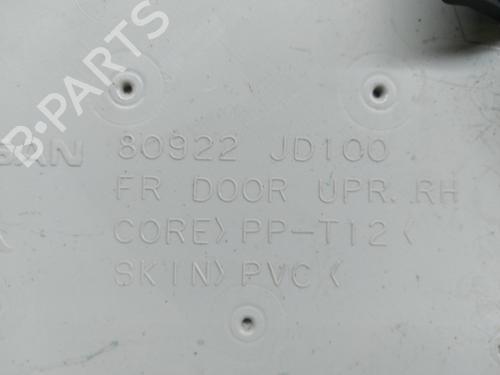 B-PARTS
80922 JD100
FR DOOR UPR. RH
CORE>PP-T12<
SKIN>PVC<